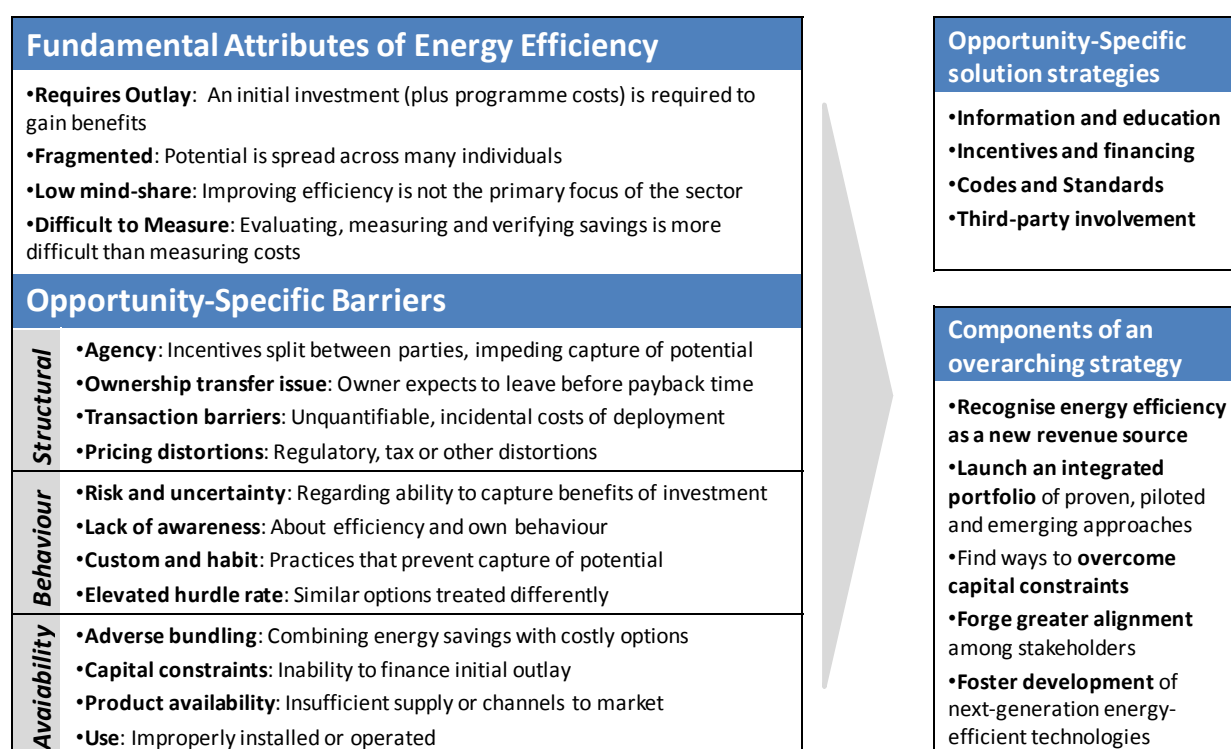 Fundamental Attributes of Energy Efficiency
•Requires Outlay: An initial investment (plus programme costs) is required to
gain benefits
•Fragmented: Potential is spread across many individuals
•Low mind-share: Improving efficiency is not the primary focus of the sector
•Difficult to Measure: Evaluating, measuring and verifying savings is more
difficult than measuring costs
Opportunity-Specific Barriers
Structural
•Agency: Incentives split between parties, impeding capture of potential
•Ownership transfer issue: Owner expects to leave before payback time
•Transaction barriers: Unquantifiable, incidental costs of deployment
•Pricing distortions: Regulatory, tax or other distortions
Behaviour
•Risk and uncertainty: Regarding ability to capture benefits of investment
•Lack of awareness: About efficiency and own behaviour
•Custom and habit: Practices that prevent capture of potential
•Elevated hurdle rate: Similar options treated differently
Avaiability
•Adverse bundling: Combining energy savings with costly options
•Capital constraints: Inability to finance initial outlay
•Product availability: Insufficient supply or channels to market
•Use: Improperly installed or operated
Opportunity-Specific
solution strategies
•Information and education
•Incentives and financing
•Codes and Standards
•Third-party involvement
Components of an
overarching strategy
•Recognise energy efficiency
as a new revenue source
•Launch an integrated
portfolio of proven, piloted
and emerging approaches
•Find ways to overcome
capital constraints
•Forge greater alignment
among stakeholders
•Foster development of
next-generation energy-
efficient technologies